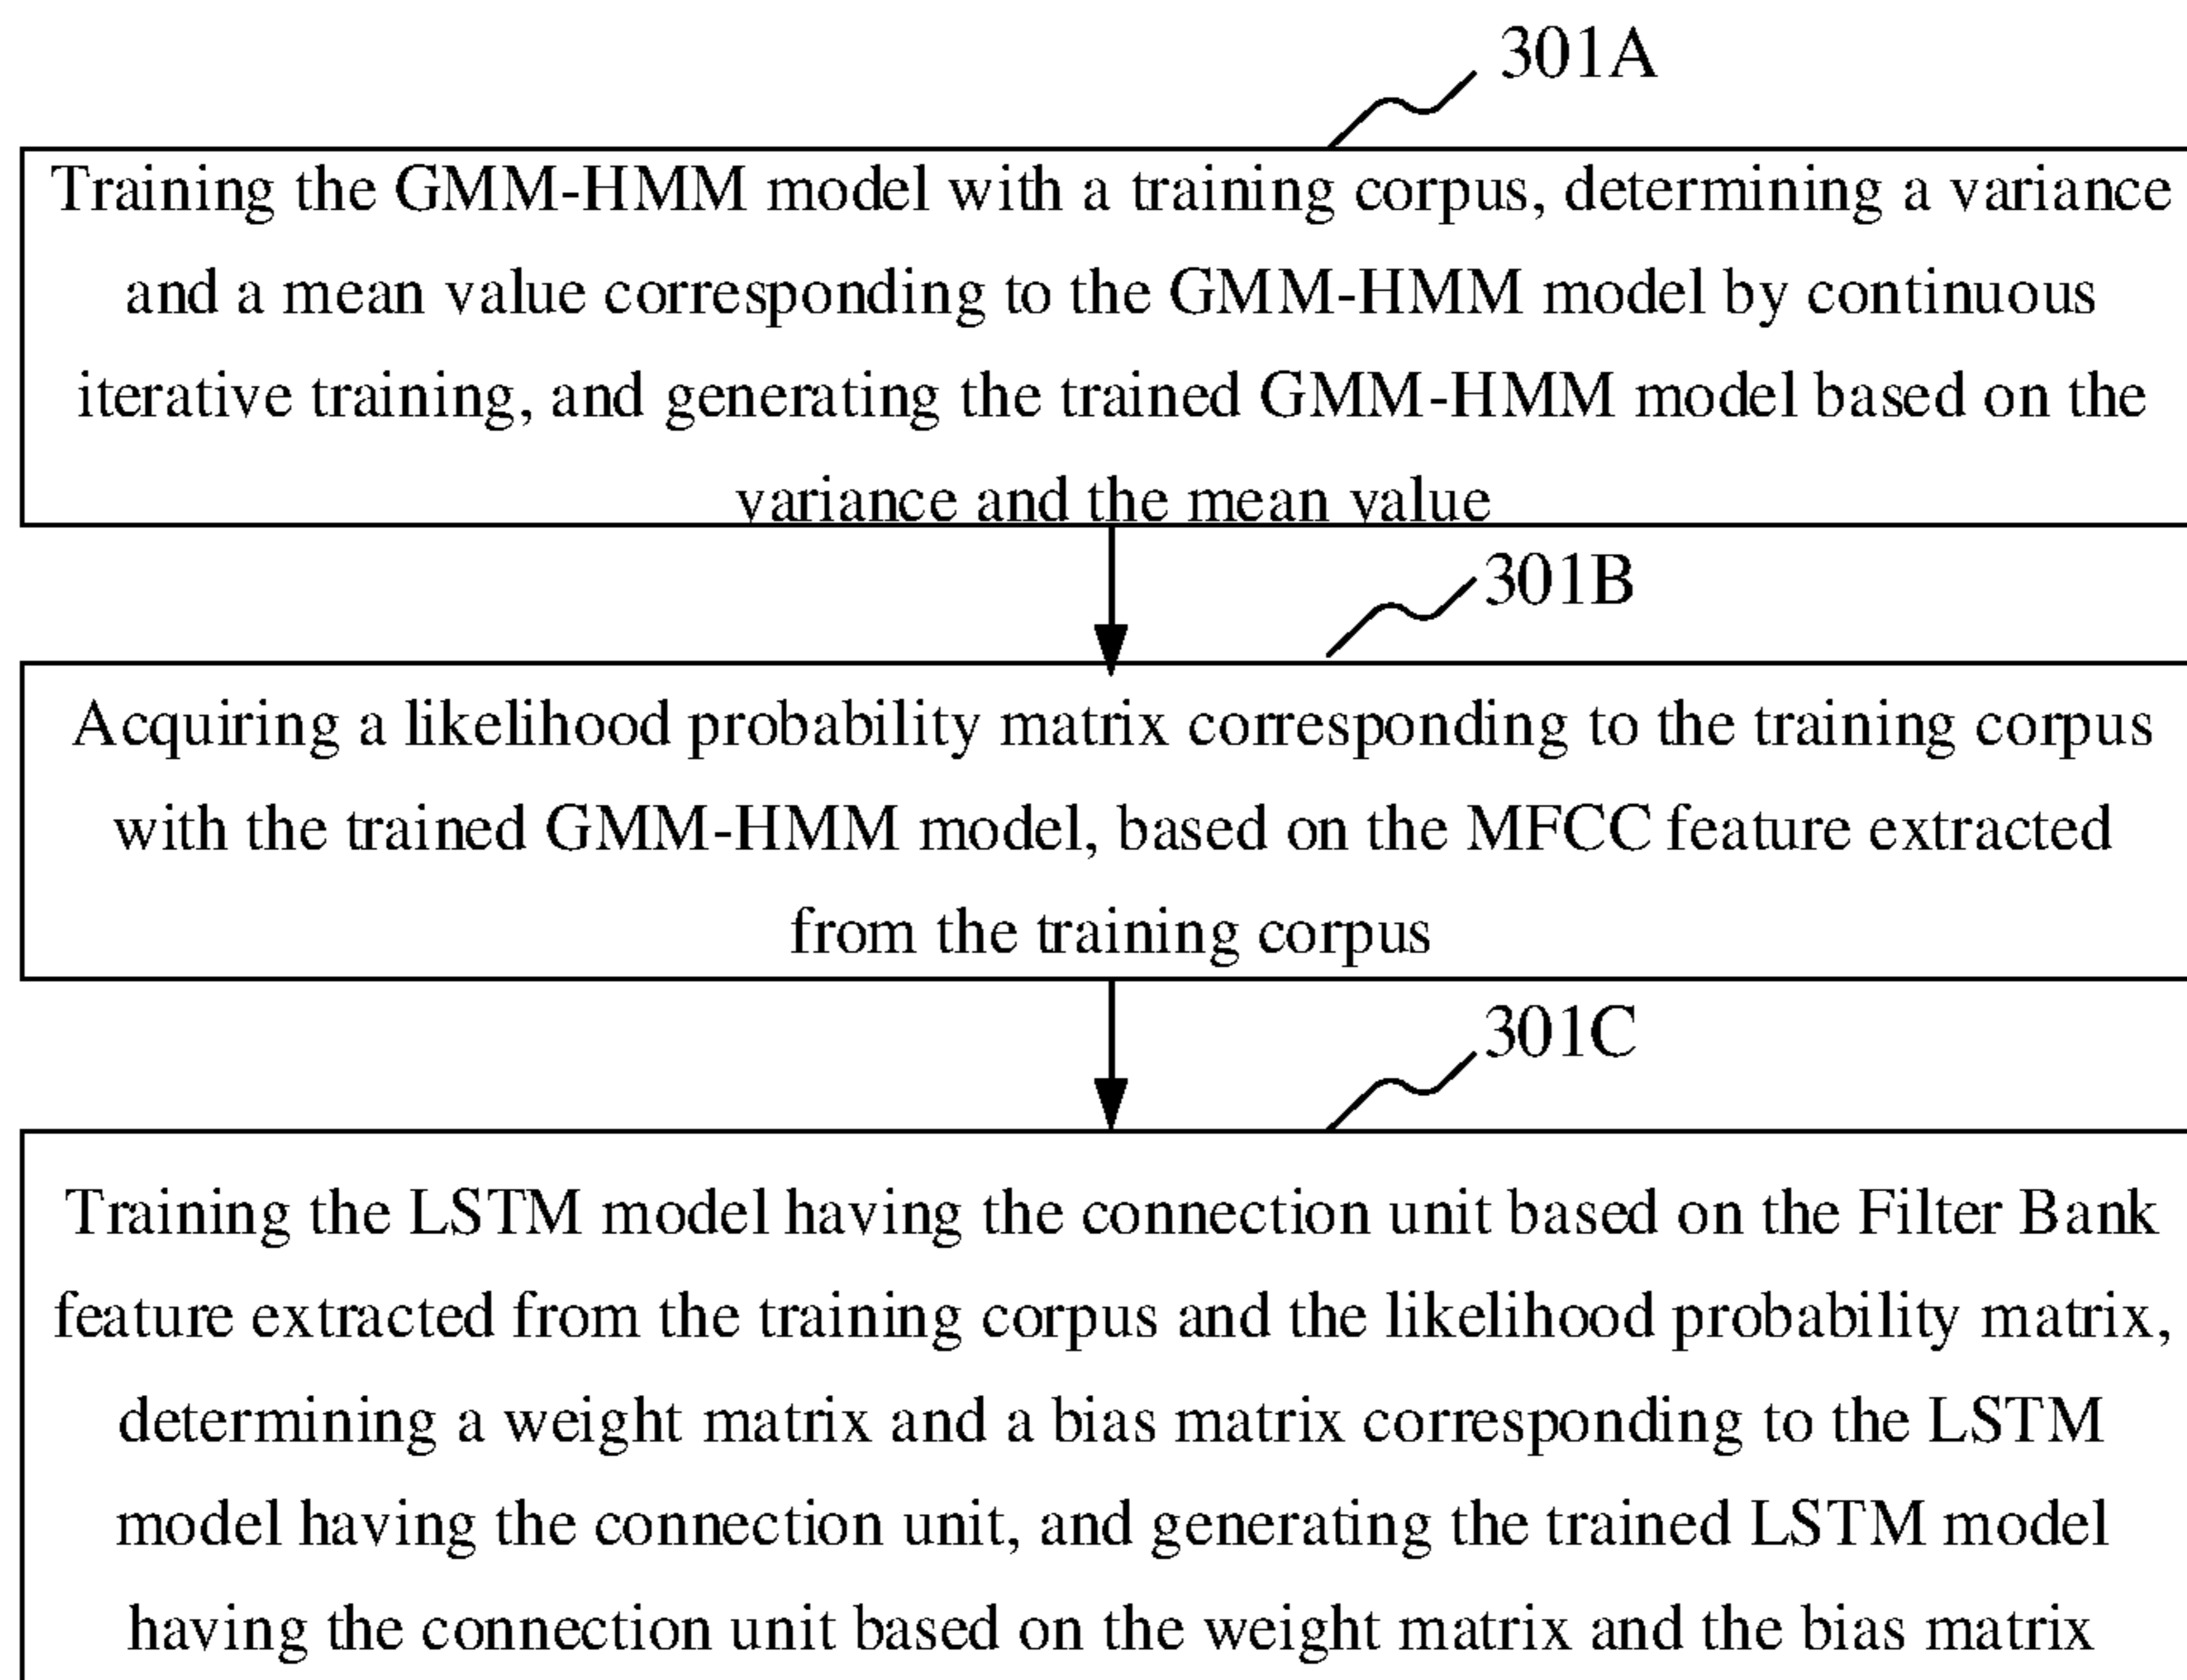 301A
Training the GMM-HMM model with a training corpus, determining a variance
and a mean value corresponding to the GMM-HMM model by continuous
iterative training, and generating the trained GMM-HMM model based on the
variance and the mean value
301B
Acquiring a likelihood probability matrix corresponding to the training corpus
with the trained GMM-HMM model, based on the MFCC feature extracted
from the training corpus
301C
Training the LSTM model having the connection unit based on the Filter Bank
feature extracted from the training corpus and the likelihood probability matrix,
determining a weight matrix and a bias matrix corresponding to the LSTM
model having the connection unit, and generating the trained LSTM model
having the connection unit based on the weight matrix and the bias matrix